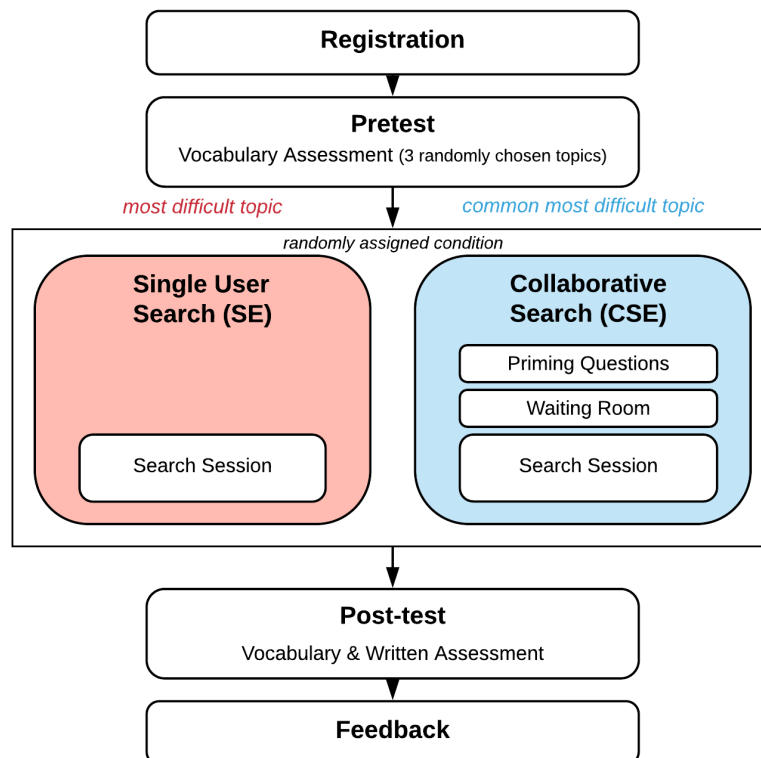 Registration
Pretest
Vocabulary Assessment (3 randomly chosen topics)
most difficult topic
common most difficult topic
randomly assigned condition
Single User
Search (SE)
Search Session
Collaborative
Search (CSE)
Priming Questions
Waiting Room
Search Session
Post-test
Vocabulary & Written Assessment
Feedback